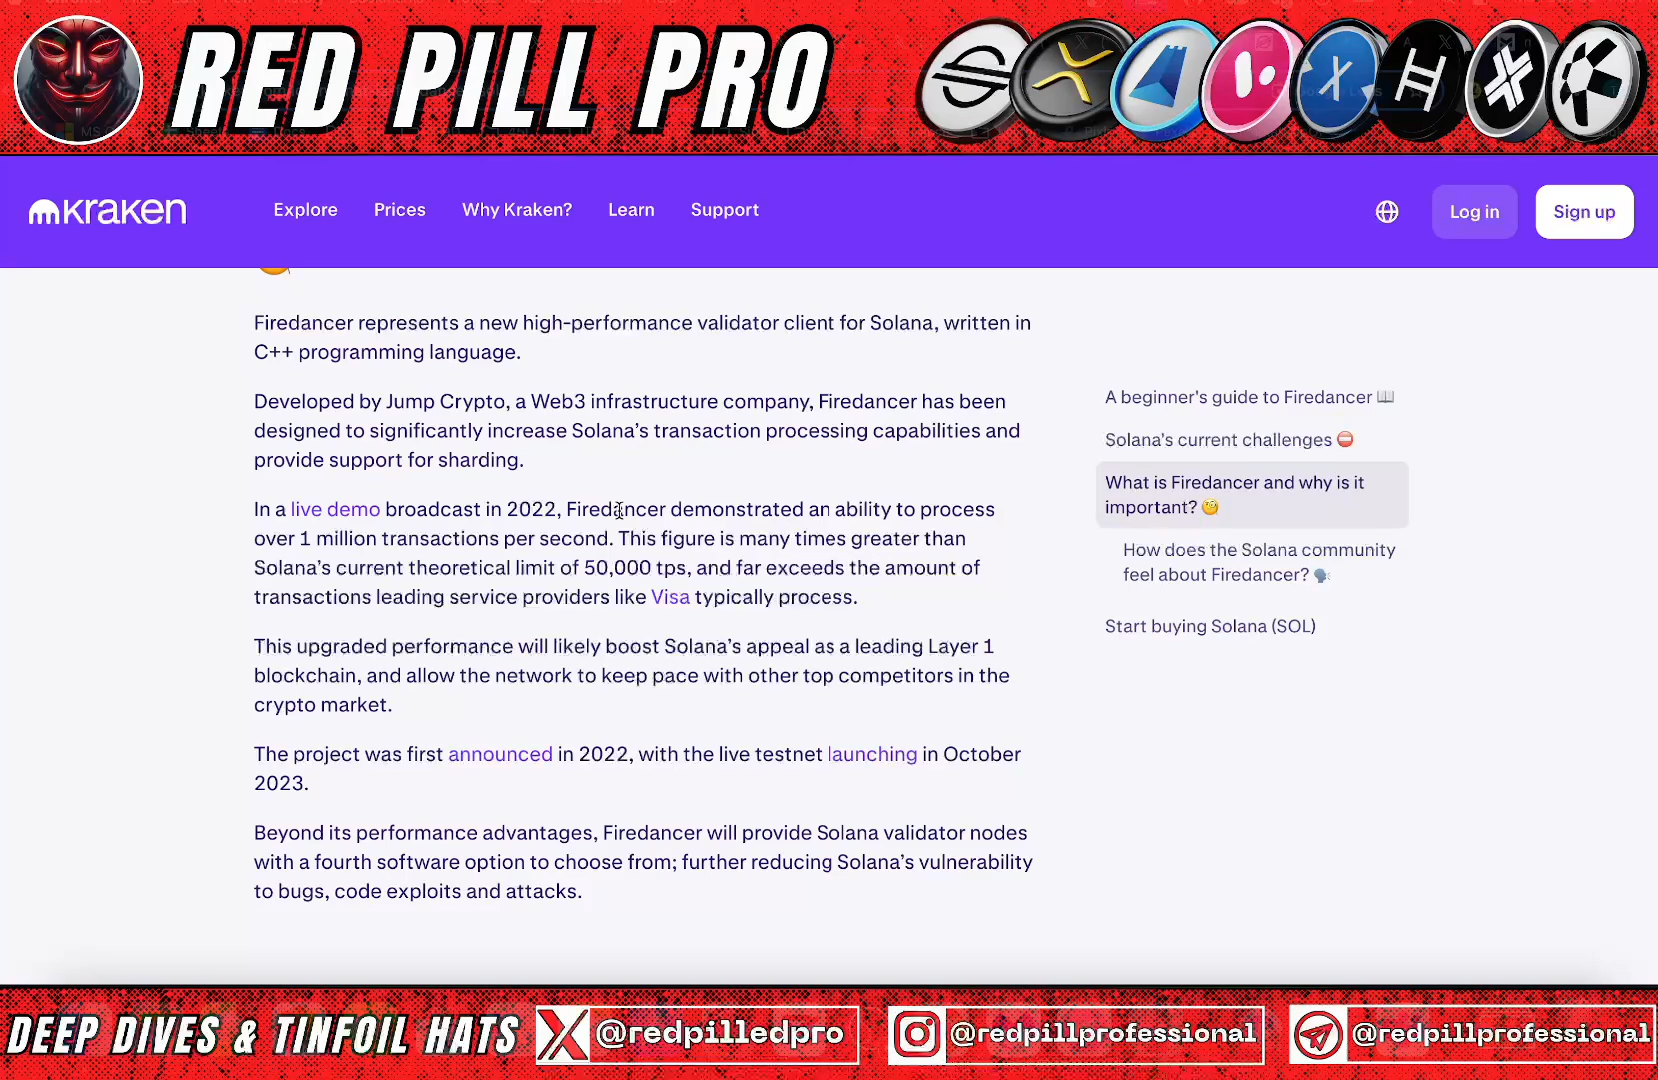 RED PILL PRO
kraken
Explore
Prices
Why Kraken?
Learn
Support
Log in
Sign up
Firedancer represents a new high-performance validator client for Solana, written in
C++ programming language.
Developed by Jump Crypto, a Web3 infrastructure company, Firedancer has been
designed to significantly increase Solana’s transaction processing capabilities and
provide support for sharding.
In a live demo broadcast in 2022, Firedancer demonstrated an ability to process
over 1 million transactions per second. This figure is many times greater than
Solana’s current theoretical limit of 50,000 tps, and far exceeds the amount of
transactions leading service providers like Visa typically process.
This upgraded performance will likely boost Solana’s appeal as a leading Layer 1
blockchain, and allow the network to keep pace with other top competitors in the
crypto market.
The project was first announced in 2022, with the live testnet launching in October
2023.
Beyond its performance advantages, Firedancer will provide Solana validator nodes
with a fourth software option to choose from; further reducing Solana’s vulnerability
to bugs, code exploits and attacks.
A beginner's guide to Firedancer 📖
Solana's current challenges ⛔
What is Firedancer and why is it
important? 🧐
How does the Solana community
feel about Firedancer? 🗣️
Start buying Solana (SOL)
DEEP DIVES & TINFOIL HATS
@redpilledpro
@redpillprofessional
@redpillprofessional